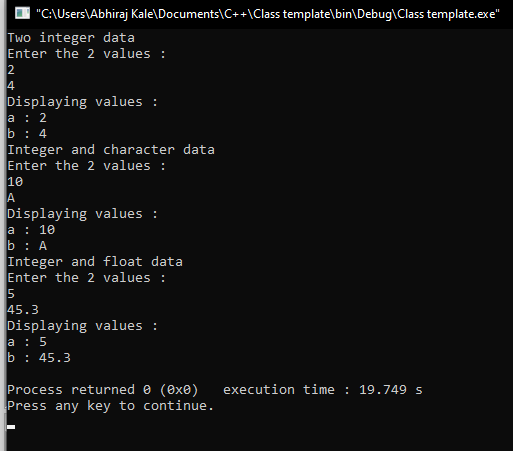 "C:\Users\Abhiraj Kale\Documents\C++\Class template\bin\Debug\Class template.exe"
Two integer data
Enter the 2 values :
2
4
Displaying values :
a : 2
b : 4
Integer and character data
Enter the 2 values :
10
A
Displaying values :
a : 10
b : A
Integer and float data
Enter the 2 values :
5
45.3
Displaying values :
a : 5
b : 45.3
Process returned 0 (0x0)   execution time : 19.749 s
Press any key to continue.